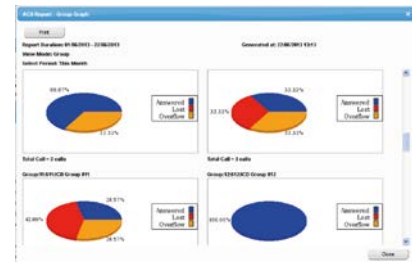 ACD Report - Group Graph
Print
Report Duration: 01/06/2013 - 22/06/2013
Generated at: 22/06/2013 13:13
View Mode: Group
Select Period: This Month
66.67%
33.33%
Answered
Lost
Overflow
33.33%
33.33%
33.33%
Answered
Lost
Overflow
Total Call = 3 calls
Total Call = 3 calls
28.57%
42.86%
28.57%
Answered
Lost
Overflow
100.00%
Answered
Lost
Overflow
Close